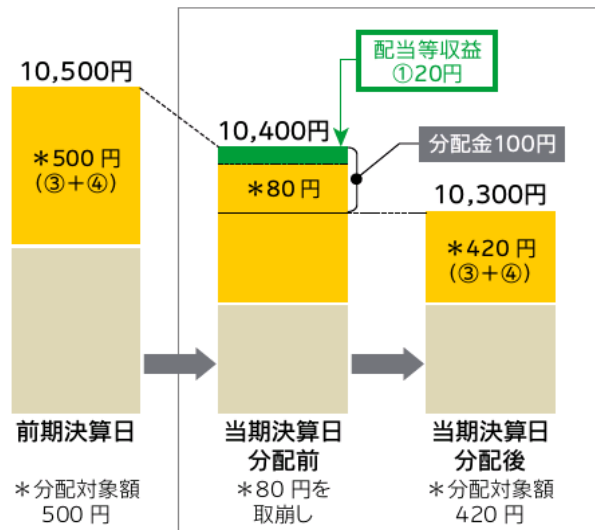 配当等収益
①20円
10,500円
10,400円
分配金100円
＊500 円
(③＋④)
＊80 円
10,300円
＊420 円
(③＋④)
前期決算日
当期決算日
分配前
当期決算日
分配後
＊分配対象額
500 円
＊80 円を
取崩し
＊分配対象額
420 円